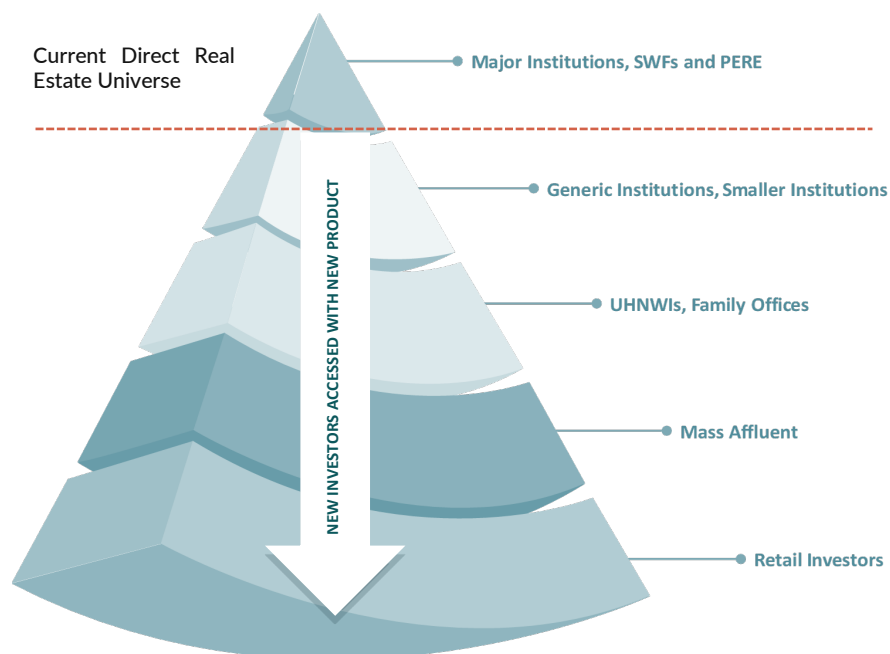 Current Direct Real
Estate Universe
Major Institutions, SWFs and PERE
Generic Institutions, Smaller Institutions
UHNWIs, Family Offices
Mass Affluent
Retail Investors
NEW INVESTORS ACCESSED WITH NEW PRODUCT